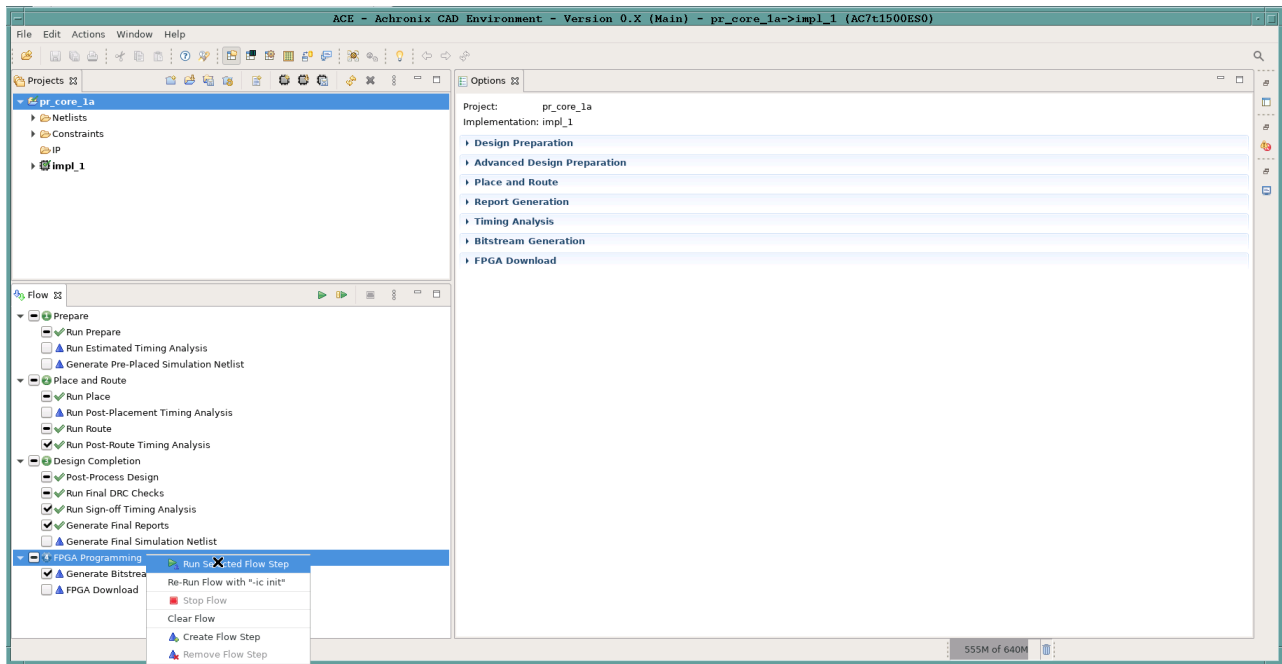 ACE - Achronix CAD Environment - Version 0.X (Main) - pr_core_1a->impl_1 (AC7t1500ES0)
File Edit Actions Window Help
Projects
pr_core_1a
Netlists
Constraints
IP
impl_1
Options
Project: pr_core_1a
Implementation: impl_1
Design Preparation
Advanced Design Preparation
Place and Route
Report Generation
Timing Analysis
Bitstream Generation
FPGA Download
Flow
1 Prepare
Run Prepare
Run Estimated Timing Analysis
Generate Pre-Placed Simulation Netlist
2 Place and Route
Run Place
Run Post-Placement Timing Analysis
Run Route
Run Post-Route Timing Analysis
3 Design Completion
Post-Process Design
Run Final DRC Checks
Run Sign-off Timing Analysis
Generate Final Reports
Generate Final Simulation Netlist
FPGA Programming
Generate Bitstrea
FPGA Download
Run Selected Flow Step
Re-Run Flow with "-ic init"
Stop Flow
Clear Flow
Create Flow Step
Remove Flow Step
555M of 640M